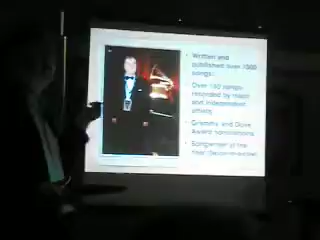 Written and
published over 1000
songs.
Over 150 songs
recorded by major
and independent
artists
Grammy and Dove
Award nominations
Songwriter of the
Year